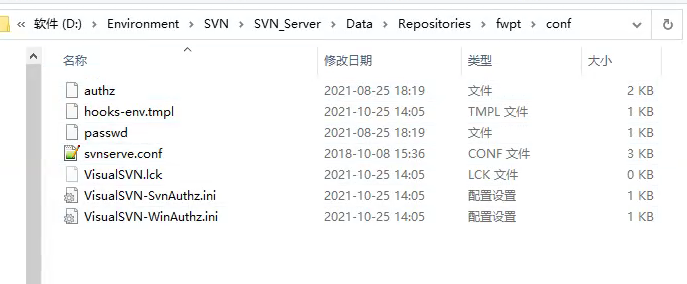 « 软件 (D:) > Environment > SVN > SVN_Server > Data > Repositories > fwpt > conf
名称 修改日期 类型 大小
authz 2021-08-25 18:19 文件 2 KB
hooks-env.tmpl 2021-10-25 14:05 TMPL 文件 1 KB
passwd 2021-08-25 18:19 文件 1 KB
svnserve.conf 2018-10-08 15:36 CONF 文件 3 KB
VisualSVN.lck 2021-10-25 14:05 LCK 文件 0 KB
VisualSVN-SvnAuthz.ini 2021-10-25 14:05 配置设置 1 KB
VisualSVN-WinAuthz.ini 2021-10-25 14:05 配置设置 1 KB